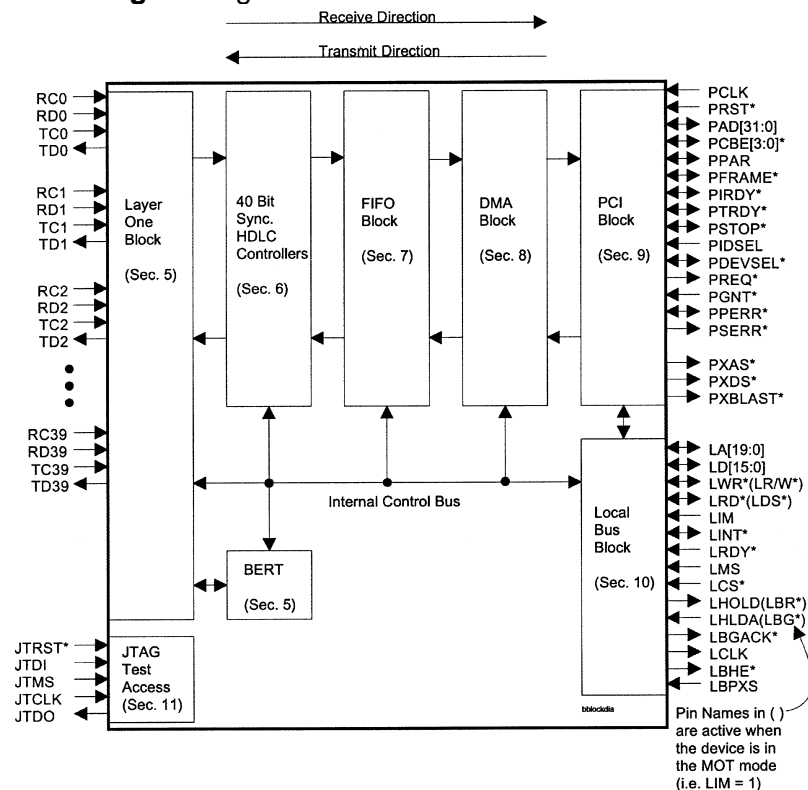 Receive Direction
Transmit Direction
RC0
RD0
TC0
TD0
RC1
RD1
TC1
TD1
RC2
RD2
TC2
TD2
RC39
RD39
TC39
TD39
JTRST*
JTDI
JTMS
JTCLK
JTDO
Layer
One
Block
(Sec. 5)
40 Bit
Sync.
HDLC
Controllers
(Sec. 6)
FIFO
Block
(Sec. 7)
DMA
Block
(Sec. 8)
PCI
Block
(Sec. 9)
Internal Control Bus
BERT
(Sec. 5)
Local
Bus
Block
(Sec. 10)
JTAG
Test
Access
(Sec. 11)
bblockdia
PCLK
PRST*
PAD[31:0]
PCBE[3:0]*
PPAR
PFRAME*
PIRDY*
PTRDY*
PSTOP*
PIDSEL
PDEVSEL*
PREQ*
PGNT*
PPERR*
PSERR*
PXAS*
PXDS*
PXBLAST*
LA[19:0]
LD[15:0]
LWR*(LR/W*)
LRD*(LDS*)
LIM
LINT*
LRDY*
LMS
LCS*
LHOLD(LBR*)
LHLDA(LBG*)
LBGACK*
LCLK
LBHE*
LBPXS
Pin Names in ( )
are active when
the device is in
the MOT mode
(i.e. LIM = 1)